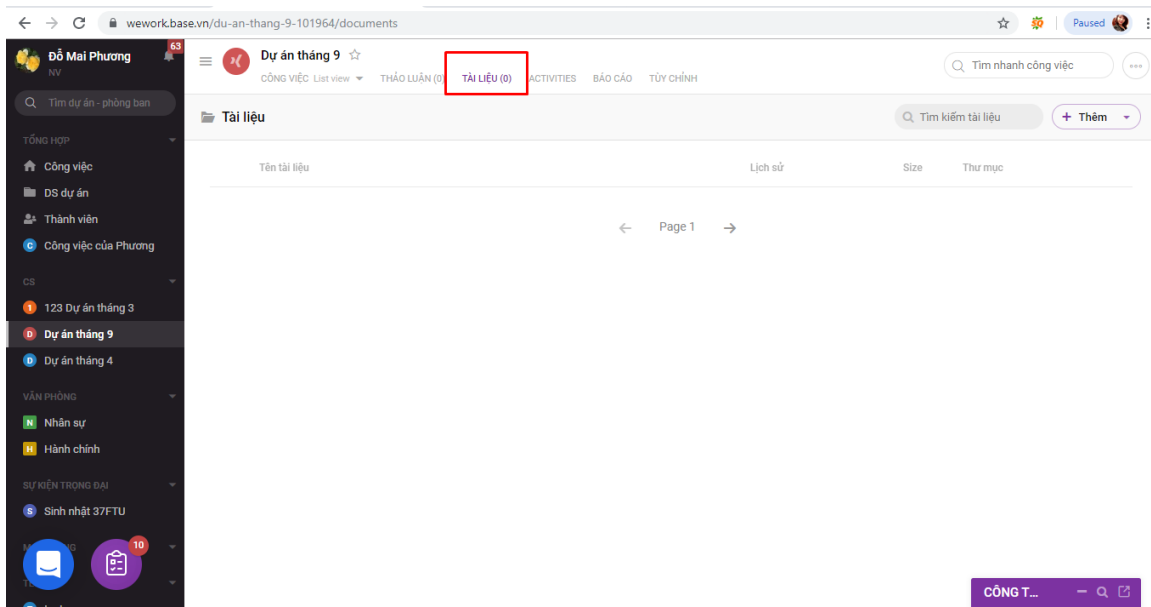 wework.base.vn/du-an-thang-9-101964/documents
Paused
Đỗ Mai Phương
63
NV
Tìm dự án - phòng ban
TỔNG HỢP
Công việc
DS dự án
Thành viên
C Công việc của Phương
CS
1 123 Dự án tháng 3
D Dự án tháng 9
D Dự án tháng 4
VĂN PHÒNG
N Nhân sự
H Hành chính
SỰ KIỆN TRỌNG ĐẠI
S Sinh nhật 37FTU
10
Dự án tháng 9
CÔNG VIỆC List view THẢO LUẬN (0) TÀI LIỆU (0) ACTIVITIES BÁO CÁO TÙY CHỈNH
Tìm nhanh công việc
Tài liệu
Tìm kiếm tài liệu
+ Thêm
Tên tài liệu Lịch sử Size Thư mục
← Page 1 →
CÔNG T...